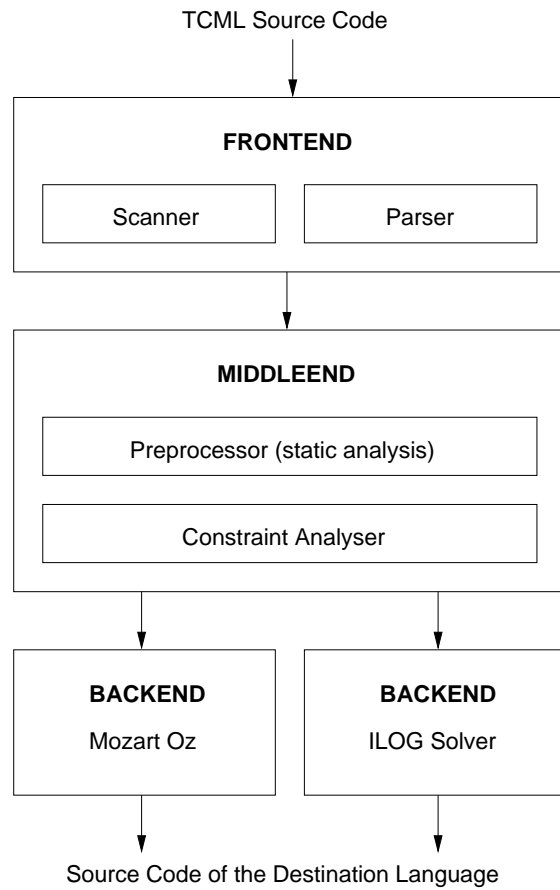 TCML Source Code
FRONTEND
Scanner
Parser
MIDDLEEND
Preprocessor (static analysis)
Constraint Analyser
BACKEND
Mozart Oz
BACKEND
ILOG Solver
Source Code of the Destination Language